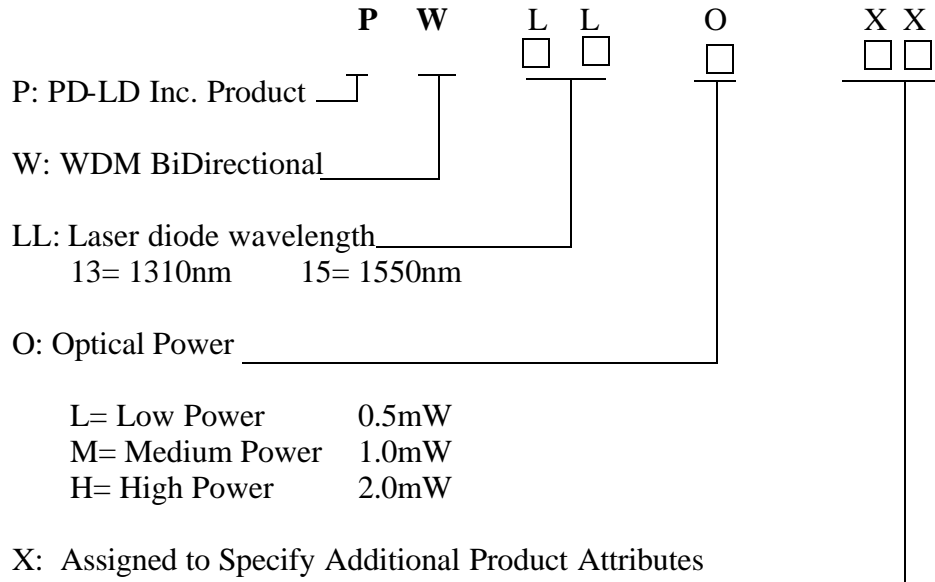 P W L L O X X
P: PD-LD Inc. Product
W: WDM BiDirectional
LL: Laser diode wavelength
13= 1310nm 15= 1550nm
O: Optical Power
L= Low Power 0.5mW
M= Medium Power 1.0mW
H= High Power 2.0mW
X: Assigned to Specify Additional Product Attributes